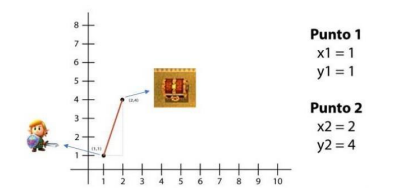 8
7
6
5
4
3
2
1
(2,4)
(1,1)
1 2 3 4 5 6 7 8 9 10
Punto 1
x1 = 1
y1 = 1
Punto 2
x2 = 2
y2 = 4